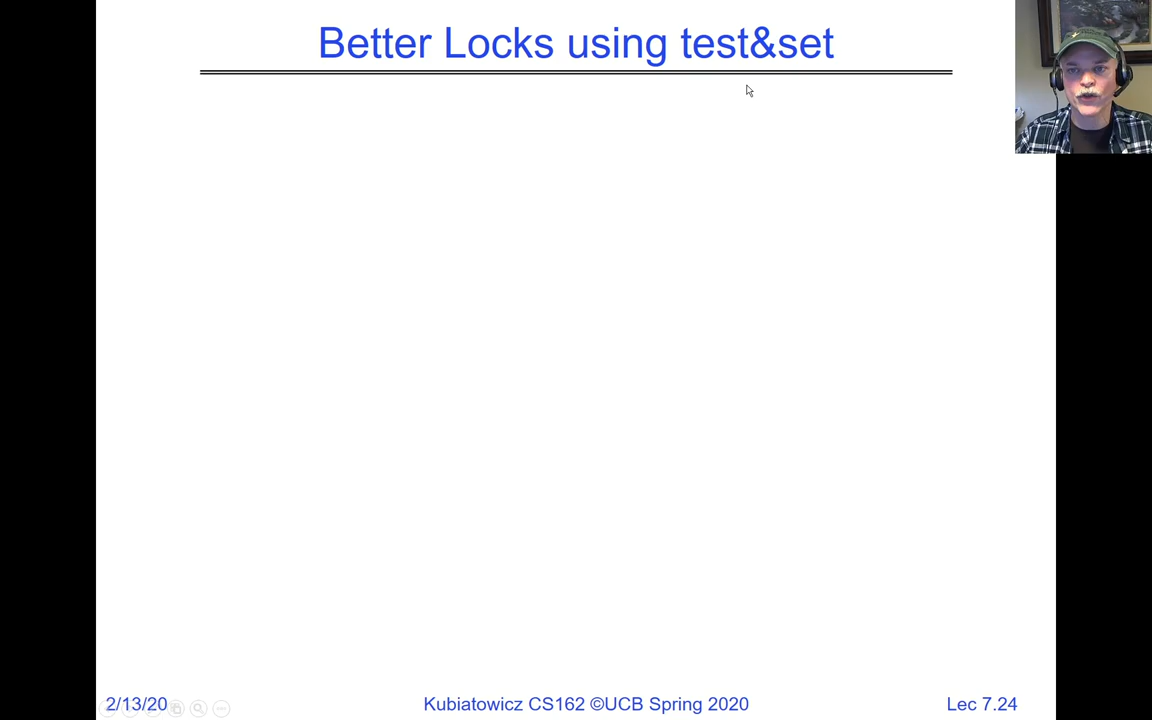 Better Locks using test&set
2/13/20
Kubiatowicz CS162 ©UCB Spring 2020
Lec 7.24